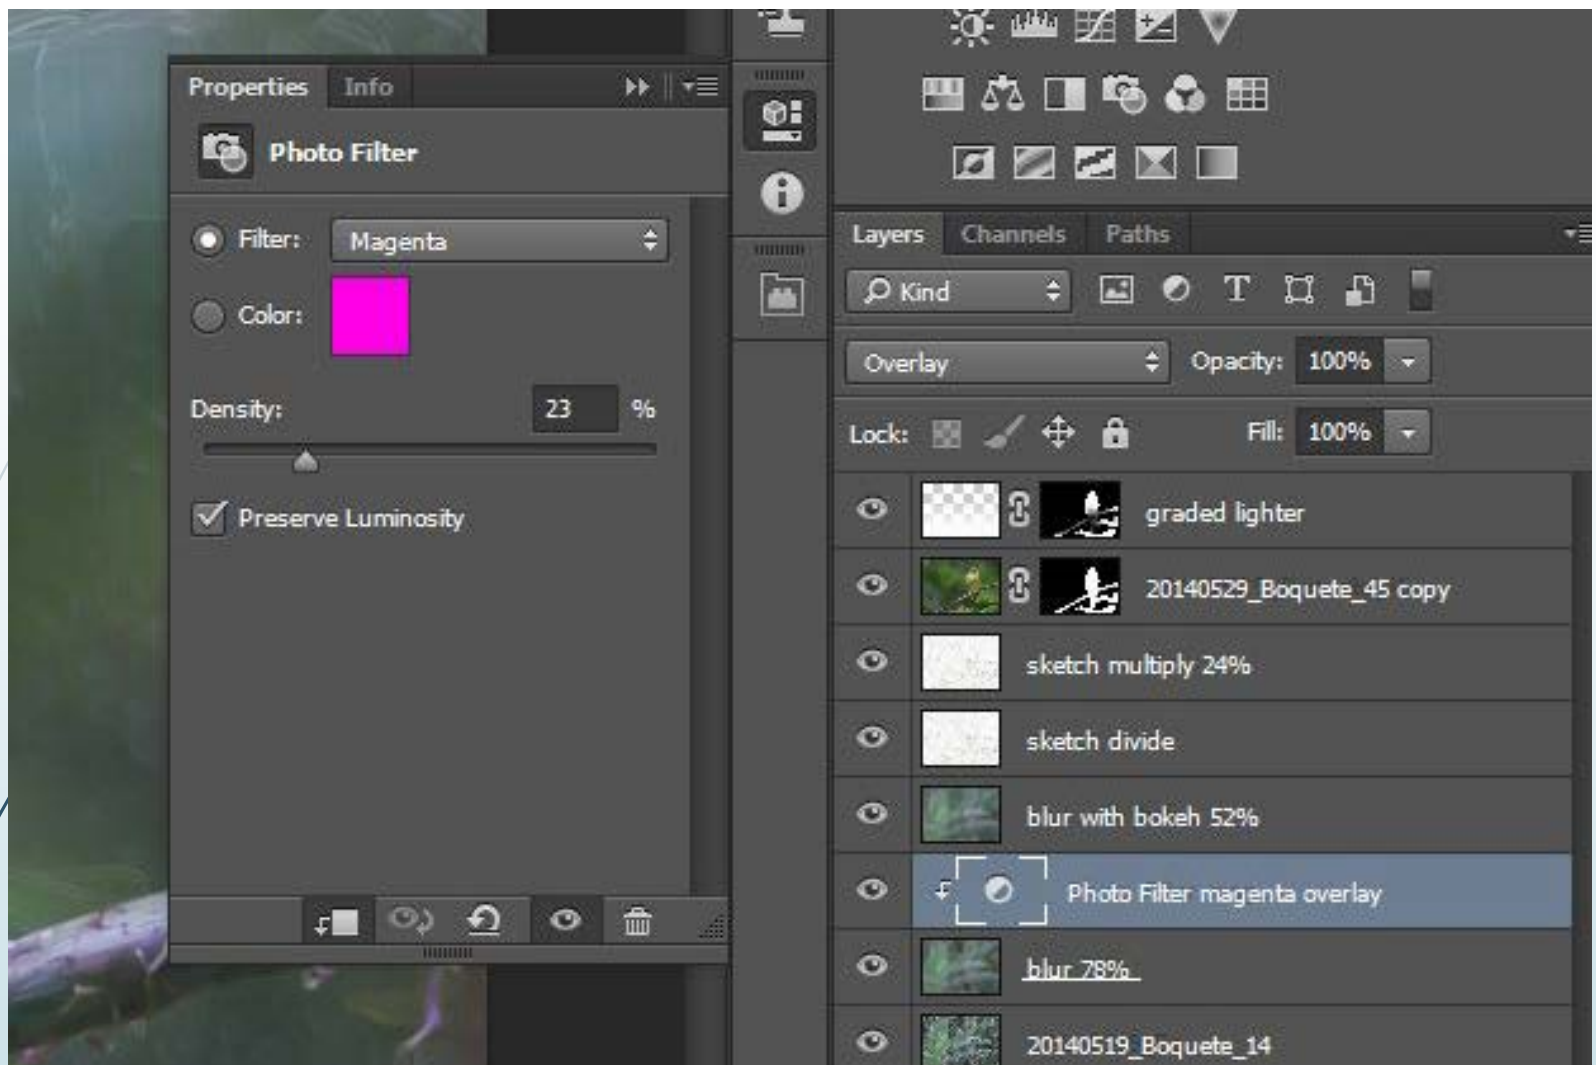 Properties Info
Photo Filter
Filter: Magenta
Color:
Density: 23 %
Preserve Luminosity
Layers Channels Paths
Kind T
Overlay Opacity: 100%
Lock: Fill: 100%
graded lighter
20140529_Boquete_45 copy
sketch multiply 24%
sketch divide
blur with bokeh 52%
Photo Filter magenta overlay
blur 78%
20140519_Boquete_14